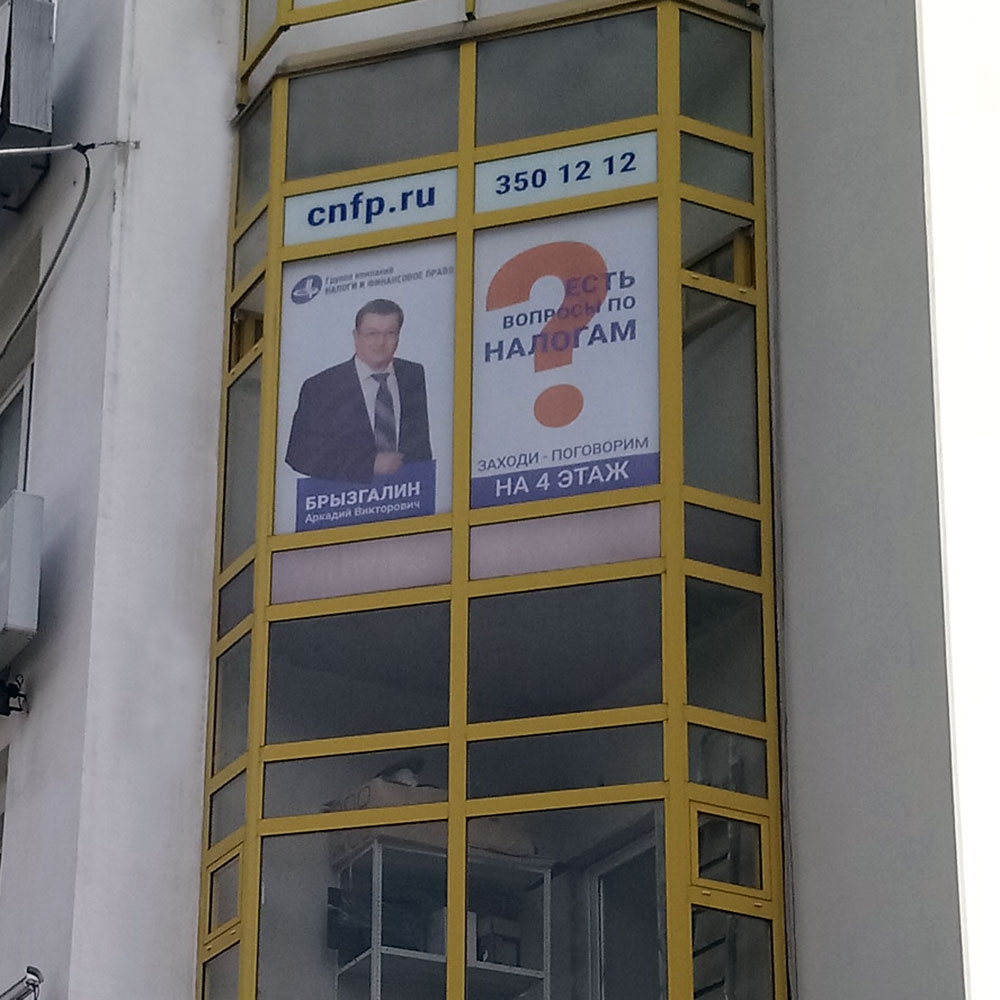 cnfp.ru
350 12 12
Группа компаний
НАЛОГИ И ФИНАНСОВОЕ ПРАВО
БРЫЗГАЛИН
Аркадий Викторович
?
ЕСТЬ
ВОПРОСЫ ПО
НАЛОГАМ
ЗАХОДИ - ПОГОВОРИМ
НА 4 ЭТАЖ